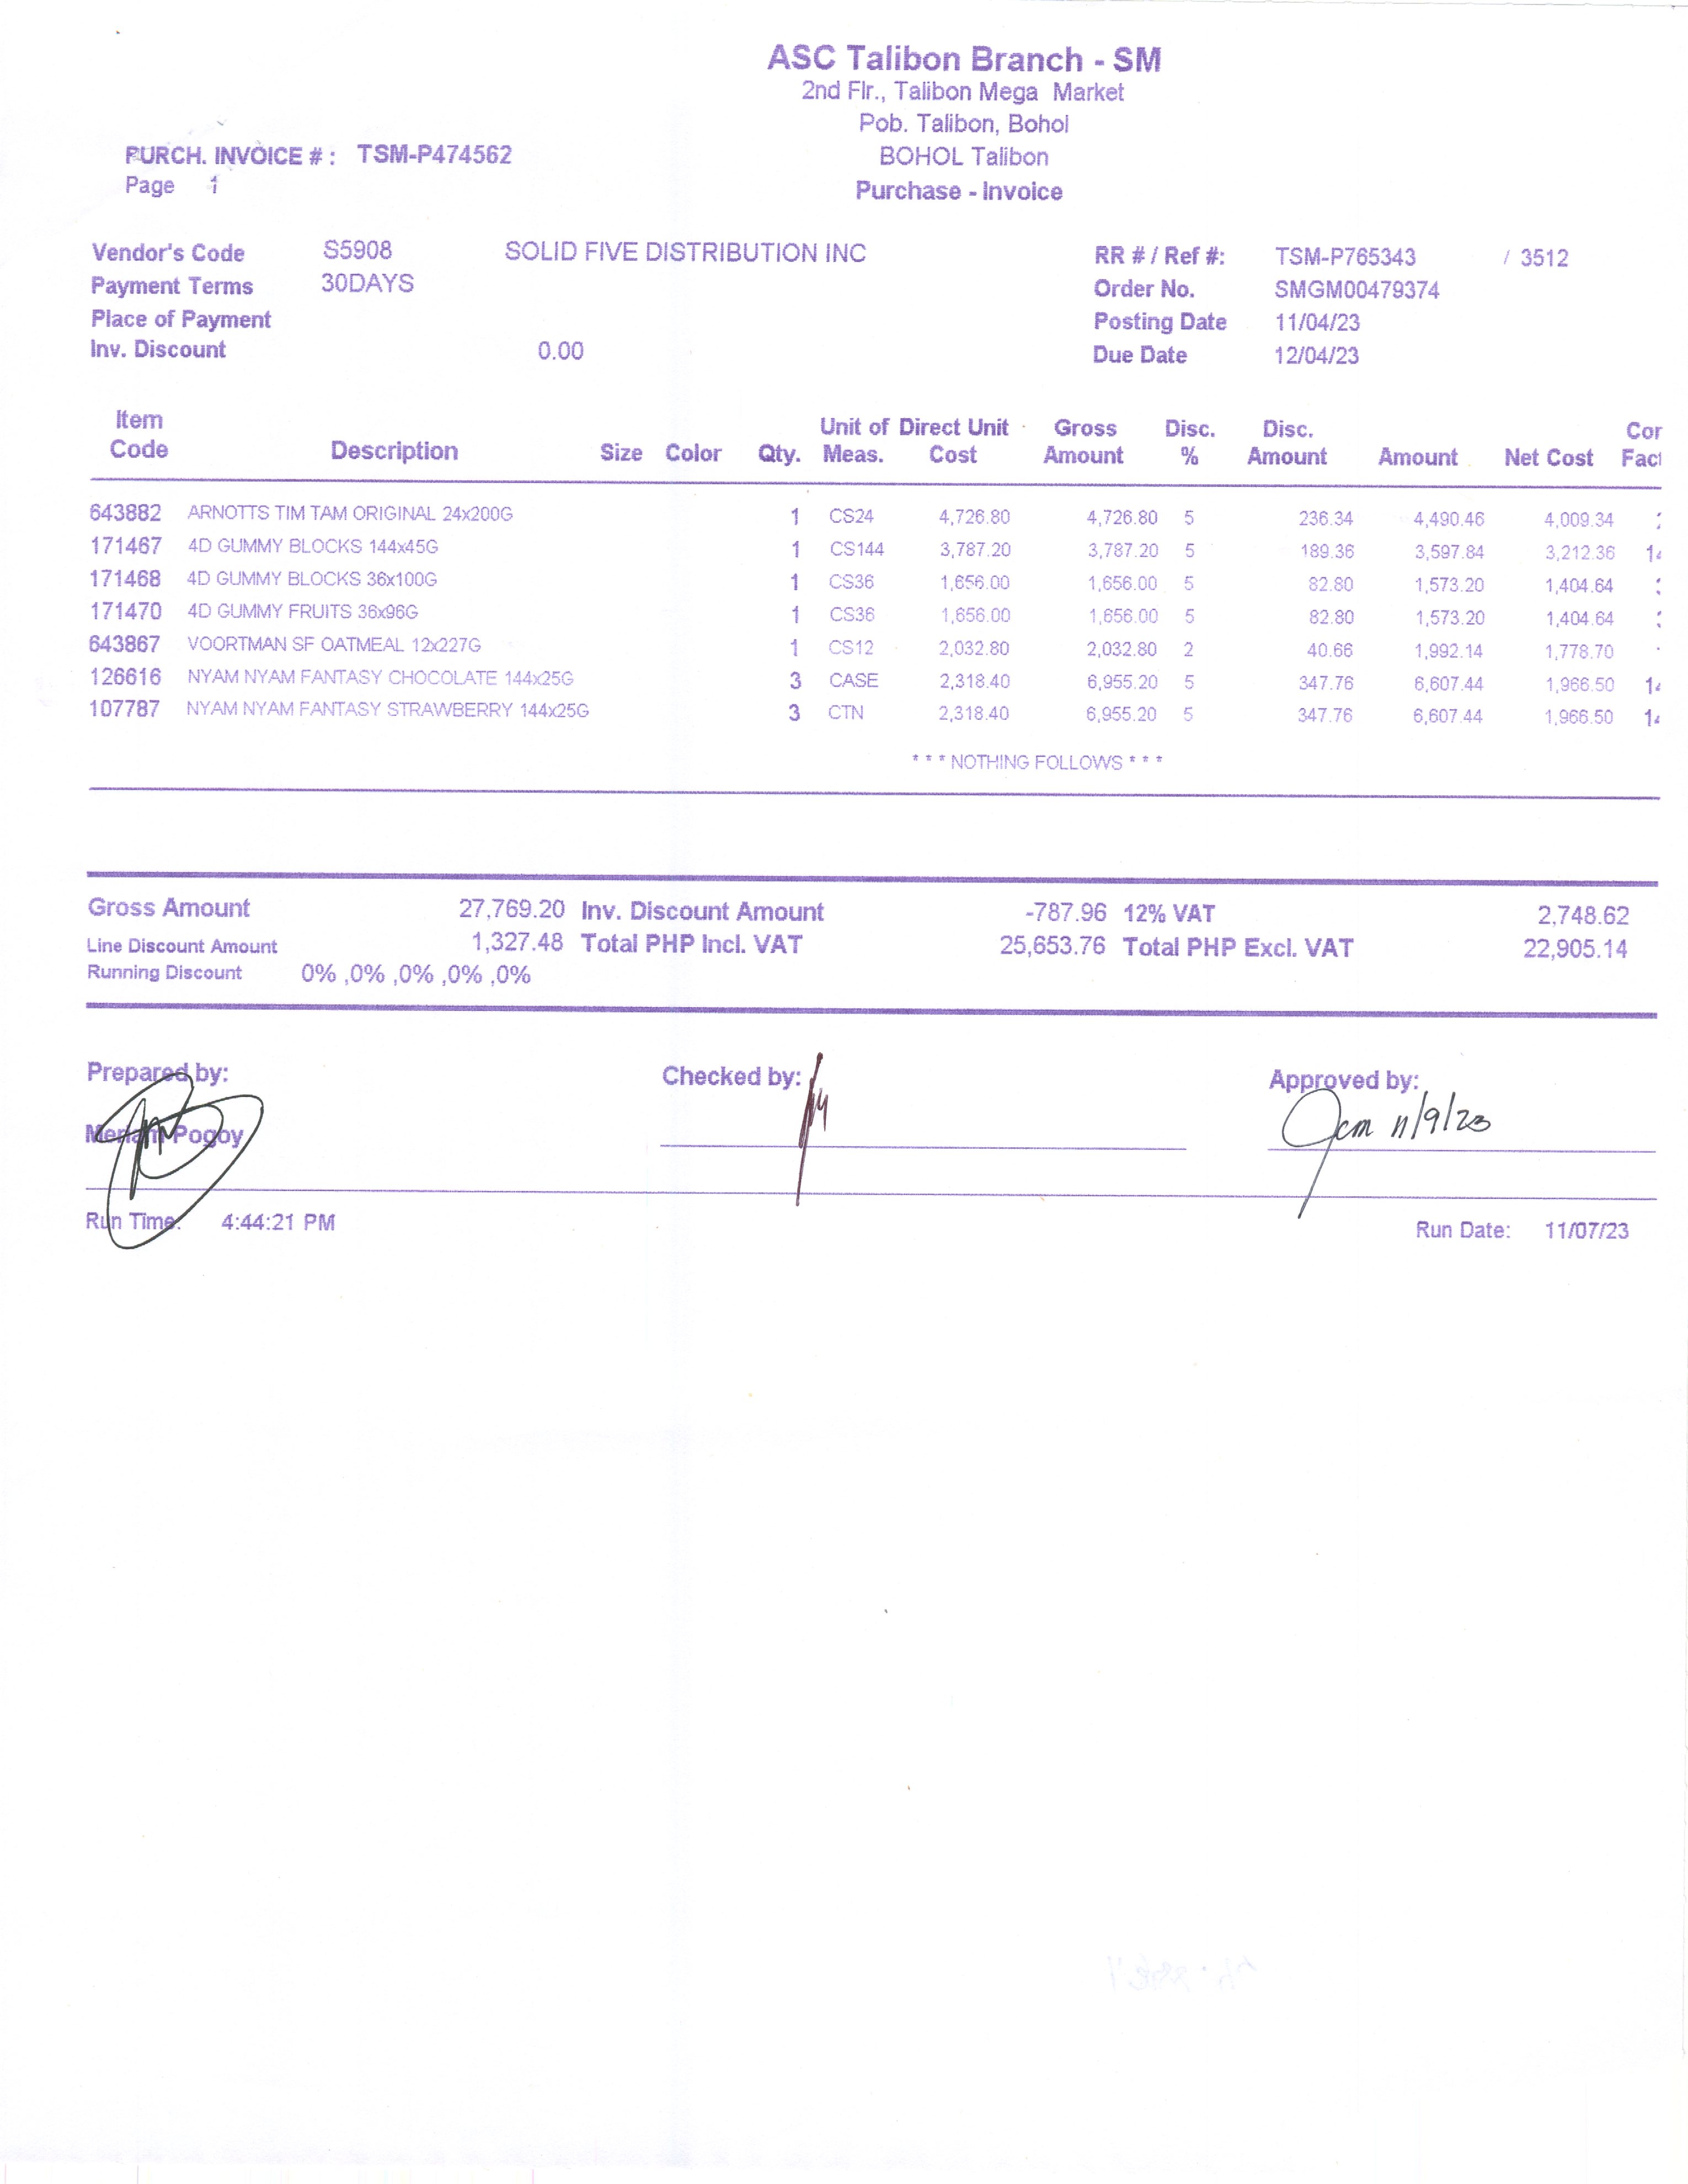 ASC Talibon Branch - SM
2nd Flr., Talibon Mega Market
Pob. Talibon, Bohol
BOHOL Talibon
Purchase - Invoice
PURCH. INVOICE # : TSM-P474562
Page 1
Vendor's Code S5908 SOLID FIVE DISTRIBUTION INC RR # / Ref #: TSM-P765343 / 3512
Payment Terms 30DAYS Order No. SMGM00479374
Place of Payment Posting Date 11/04/23
Inv. Discount 0.00 Due Date 12/04/23
Item Code Description Size Color Qty. Unit of Meas. Direct Unit Cost Gross Amount Disc. % Disc. Amount Amount Net Cost
643882 ARNOTTS TIM TAM ORIGINAL 24x200G 1 CS24 4,726.80 4,726.80 5 236.34 4,490.46 4,009.34
171467 4D GUMMY BLOCKS 144x45G 1 CS144 3,787.20 3,787.20 5 189.36 3,597.84 3,212.36
171468 4D GUMMY BLOCKS 36x100G 1 CS36 1,656.00 1,656.00 5 82.80 1,573.20 1,404.64
171470 4D GUMMY FRUITS 36x96G 1 CS36 1,656.00 1,656.00 5 82.80 1,573.20 1,404.64
643867 VOORTMAN SF OATMEAL 12x227G 1 CS12 2,032.80 2,032.80 2 40.66 1,992.14 1,778.70
126616 NYAM NYAM FANTASY CHOCOLATE 144x25G 3 CASE 2,318.40 6,955.20 5 347.76 6,607.44 1,966.50
107787 NYAM NYAM FANTASY STRAWBERRY 144x25G 3 CTN 2,318.40 6,955.20 5 347.76 6,607.44 1,966.50
* * * NOTHING FOLLOWS * * *
Gross Amount 27,769.20 Inv. Discount Amount -787.96 12% VAT 2,748.62
Line Discount Amount 1,327.48 Total PHP Incl. VAT 25,653.76 Total PHP Excl. VAT 22,905.14
Running Discount 0% ,0% ,0% ,0% ,0%
Prepared by: Checked by: Approved by:
Pogoy Jcm 11/9/23
Run Time: 4:44:21 PM Run Date: 11/07/23